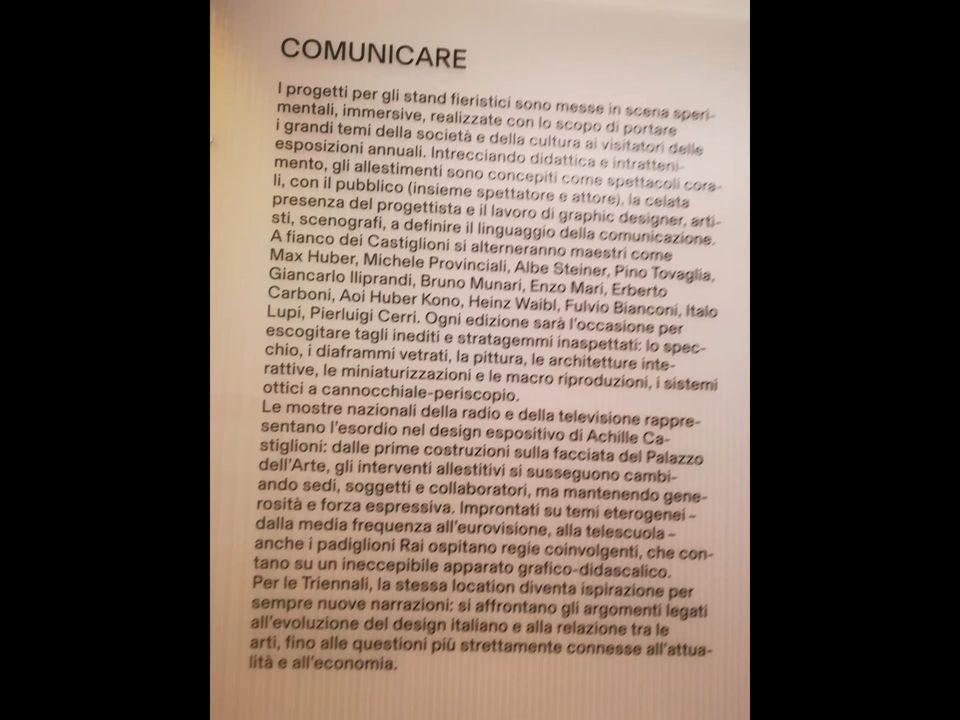 COMUNICARE
I progetti per gli stand fieristici sono messe in scena speri-
mentali, immersive, realizzate con lo scopo di portare
i grandi temi della società e della cultura ai visitatori delle
esposizioni annuali. Intrecciando didattica e intratteni-
mento, gli allestimenti sono concepiti come spettacoli cora-
li, con il pubblico (insieme spettatore e attore), la celata
presenza del progettista e il lavoro di graphic designer, arti-
sti, scenografi, a definire il linguaggio della comunicazione.
A fianco dei Castiglioni si alterneranno maestri come
Max Huber, Michele Provinciali, Albe Steiner, Pino Tovaglia,
Giancarlo Iliprandi, Bruno Munari, Enzo Mari, Erberto
Carboni, Aoi Huber Kono, Heinz Waibl, Fulvio Bianconi, Italo
Lupi, Pierluigi Cerri. Ogni edizione sarà l'occasione per
escogitare tagli inediti e stratagemmi inaspettati: lo spec-
chio, i diaframmi vetrati, la pittura, le architetture inte-
rattive, le miniaturizzazioni e le macro riproduzioni, i sistemi
ottici a cannocchiale-periscopio.
Le mostre nazionali della radio e della televisione rappre-
sentano l'esordio nel design espositivo di Achille Ca-
stiglioni: dalle prime costruzioni sulla facciata del Palazzo
dell'Arte, gli interventi allestitivi si susseguono cambi-
ando sedi, soggetti e collaboratori, ma mantenendo gene-
rosità e forza espressiva. Improntati su temi eterogenei –
dalla media frequenza all'eurovisione, alla telescuola –
anche i padiglioni Rai ospitano regie coinvolgenti, che con-
tano su un ineccepibile apparato grafico-didascalico.
Per le Triennali, la stessa location diventa ispirazione per
sempre nuove narrazioni: si affrontano gli argomenti legati
all'evoluzione del design italiano e alla relazione tra le
arti, fino alle questioni più strettamente connesse all'attua-
lità e all'economia.